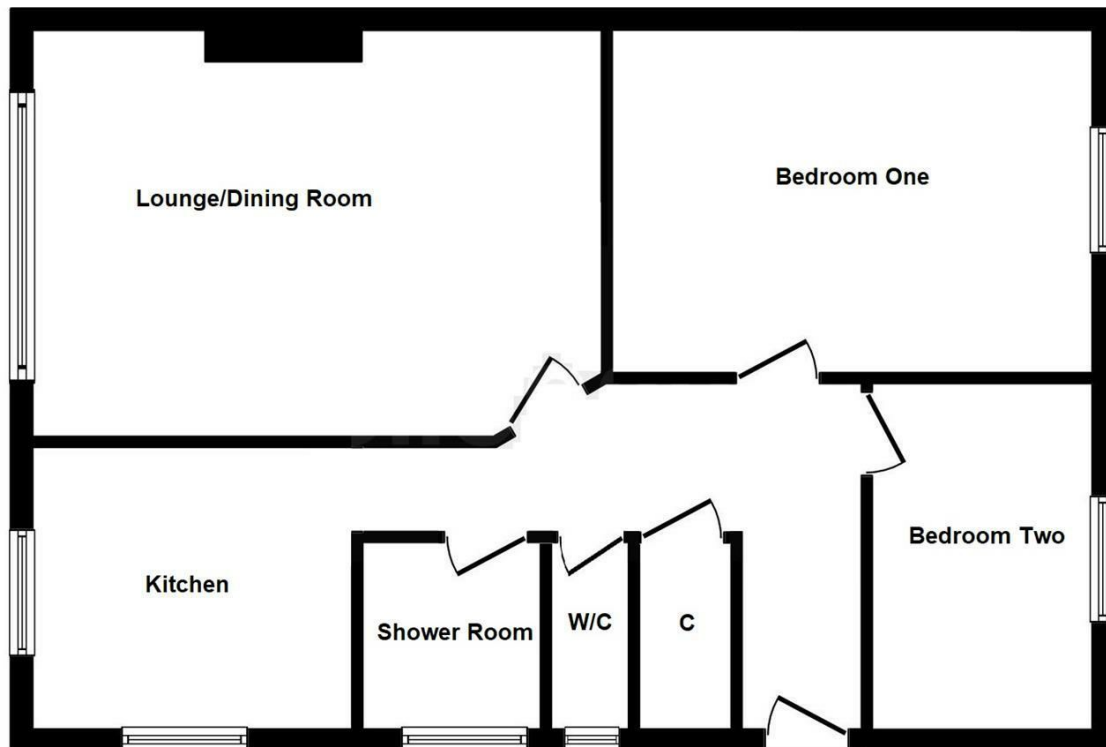 Bedroom One
Lounge/Dining Room
Bedroom Two
Kitchen
W/C
C
Shower Room